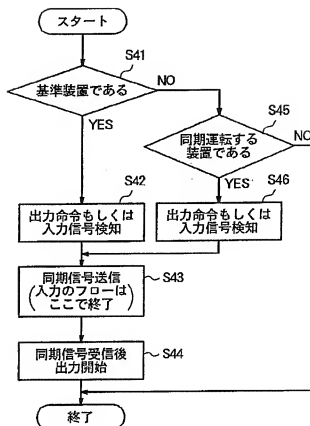 スタート
S41
基準装置である
NO
YES
S45
同期運転する
装置である
NO
YES
S42
出力命令もしくは
入力信号検知
S46
出力命令もしくは
入力信号検知
同期信号送信
(入力のフローは
ここで終了)
S43
同期信号受信後
出力開始
S44
終了